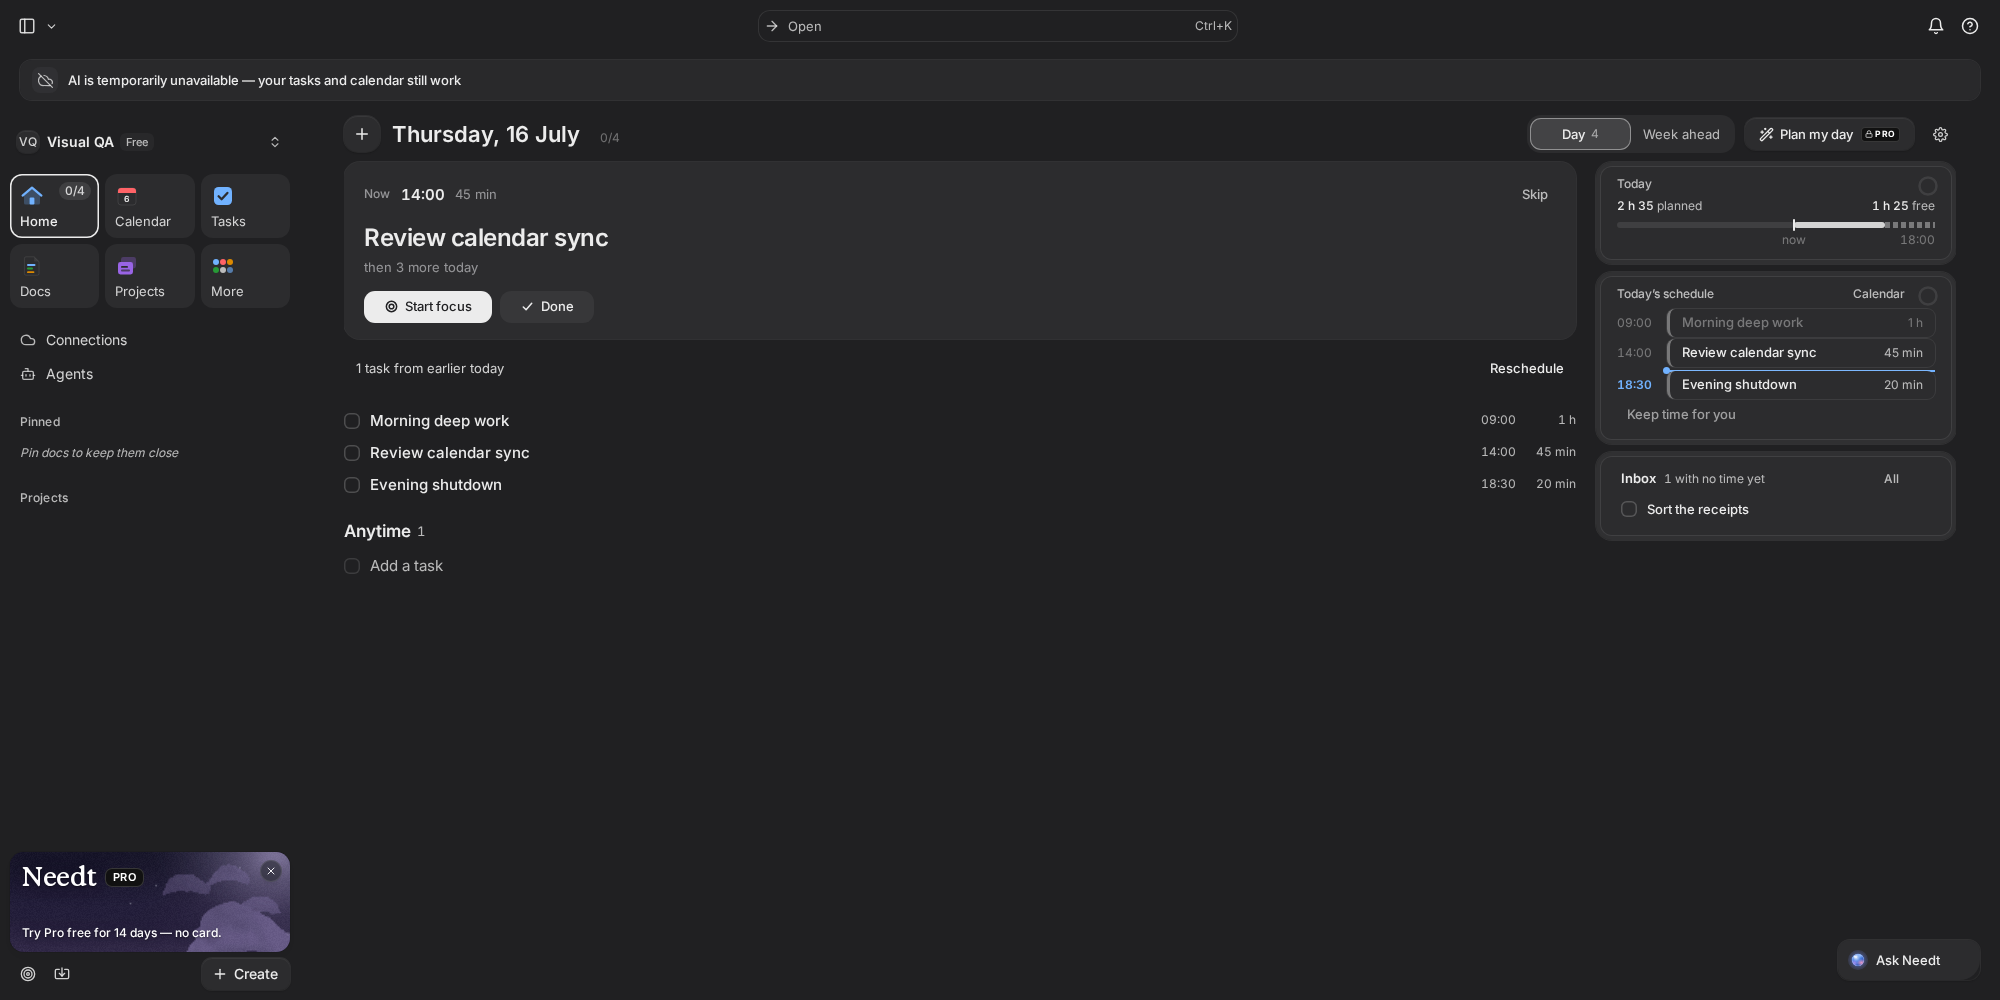 Open
Ctrl+K
AI is temporarily unavailable — your tasks and calendar still work
VQ Visual QA Free
0/4
Home
6
Calendar
Tasks
Docs
Projects
More
Connections
Agents
Pinned
Pin docs to keep them close
Projects
Needt PRO
Try Pro free for 14 days — no card.
Create
Thursday, 16 July 0/4
Day 4
Week ahead
Plan my day PRO
Now 14:00 45 min
Skip
Review calendar sync
then 3 more today
Start focus
Done
1 task from earlier today
Reschedule
Morning deep work 09:00 1 h
Review calendar sync 14:00 45 min
Evening shutdown 18:30 20 min
Anytime 1
Add a task
Today
2 h 35 planned 1 h 25 free
now 18:00
Today's schedule Calendar
09:00 Morning deep work 1 h
14:00 Review calendar sync 45 min
18:30 Evening shutdown 20 min
Keep time for you
Inbox 1 with no time yet All
Sort the receipts
Ask Needt